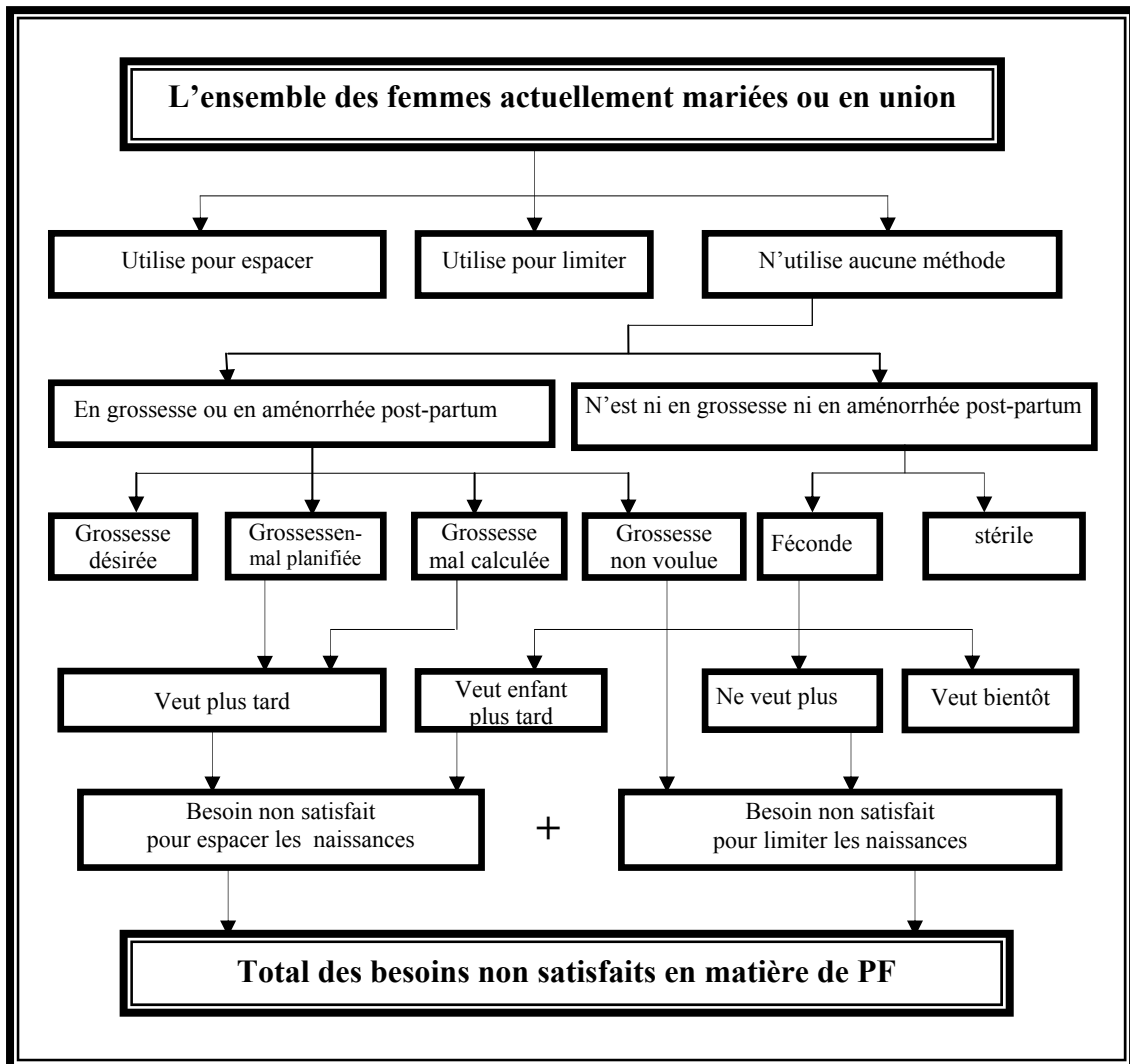 L’ensemble des femmes actuellement mariées ou en union
Utilise pour espacer
Utilise pour limiter
N’utilise aucune méthode
En grossesse ou en aménorrhée post-partum
N’est ni en grossesse ni en aménorrhée post-partum
Grossesse
désirée
Grossessen-
mal planifiée
Grossesse
mal calculée
Grossesse
non voulue
Féconde
stérile
Veut plus tard
Veut enfant
plus tard
Ne veut plus
Veut bientôt
Besoin non satisfait
pour espacer les naissances
+
Besoin non satisfait
pour limiter les naissances
Total des besoins non satisfaits en matière de PF